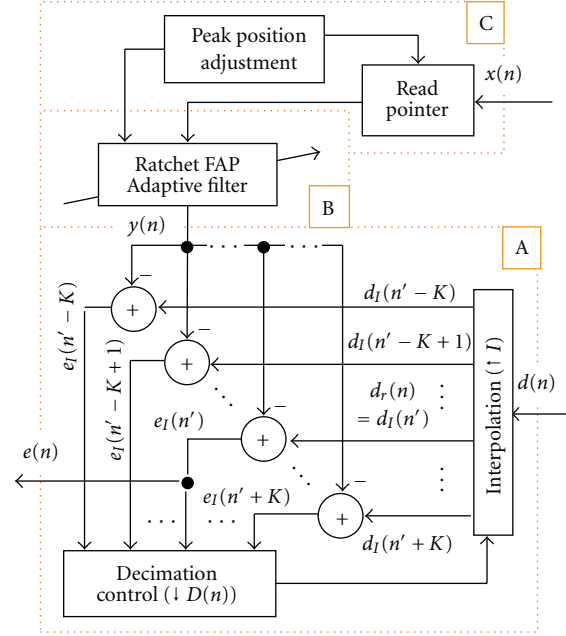 C
Peak position
adjustment
Read
pointer
x(n)
Ratchet FAP
Adaptive filter
B
y(n)
A
· · ·
· · ·
−
+
e_I(n′ − K)
d_I(n′ − K)
−
+
e_I(n′ − K + 1)
d_I(n′ − K + 1)
d_r(n)
= d_I(n′)
−
+
e_I(n′)
Interpolation (↑ I)
d(n)
e(n)
−
+
e_I(n′ + K)
d_I(n′ + K)
· · · · · ·
Decimation
control (↓ D(n))